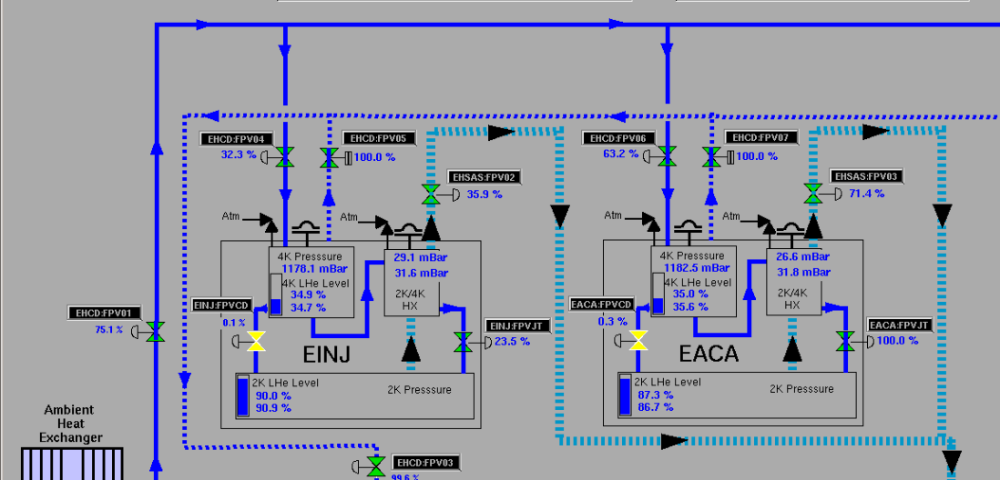 EHCD:FPV04
32.3 %
EHCD:FPV05
100.0 %
EHSAS:FPV02
35.9 %
EHCD:FPV06
63.2 %
EHCD:FPV07
100.0 %
EHSAS:FPV03
71.4 %
Atm
Atm
4K Presssure
1178.1 mBar
4K LHe Level
34.9 %
34.7 %
29.1 mBar
31.6 mBar
2K/4K
HX
EINJ:FPVCD
0.1 %
EINJ
EINJ:FPVJT
23.5 %
2K LHe Level
90.0 %
90.9 %
2K Presssure
Atm
Atm
4K Presssure
1182.5 mBar
4K LHe Level
35.0 %
35.6 %
26.6 mBar
31.8 mBar
2K/4K
HX
EACA:FPVCD
0.3 %
EACA
EACA:FPVJT
100.0 %
2K LHe Level
87.3 %
86.7 %
2K Presssure
EHCD:FPV01
75.1 %
Ambient
Heat
Exchanger
EHCD:FPV03
99.6 %